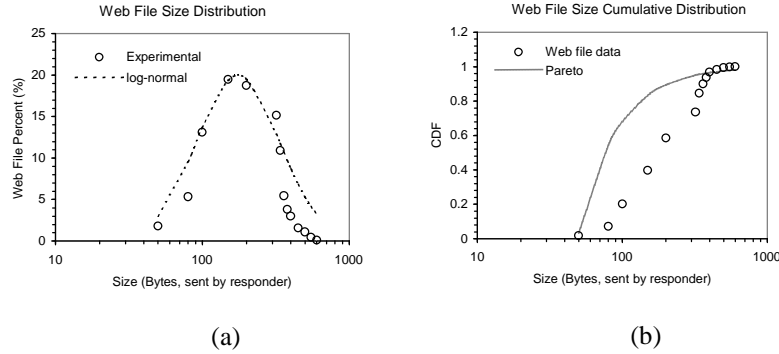 Web File Size Distribution
25
20
15
10
5
0
10
100
1000
Web File Percent (%)
Size (Bytes, sent by responder)
Experimental
log-normal
(a)
Web File Size Cumulative Distribution
1.2
1
0.8
0.6
0.4
0.2
0
10
100
1000
CDF
Size (Bytes, sent by responder)
Web file data
Pareto
(b)